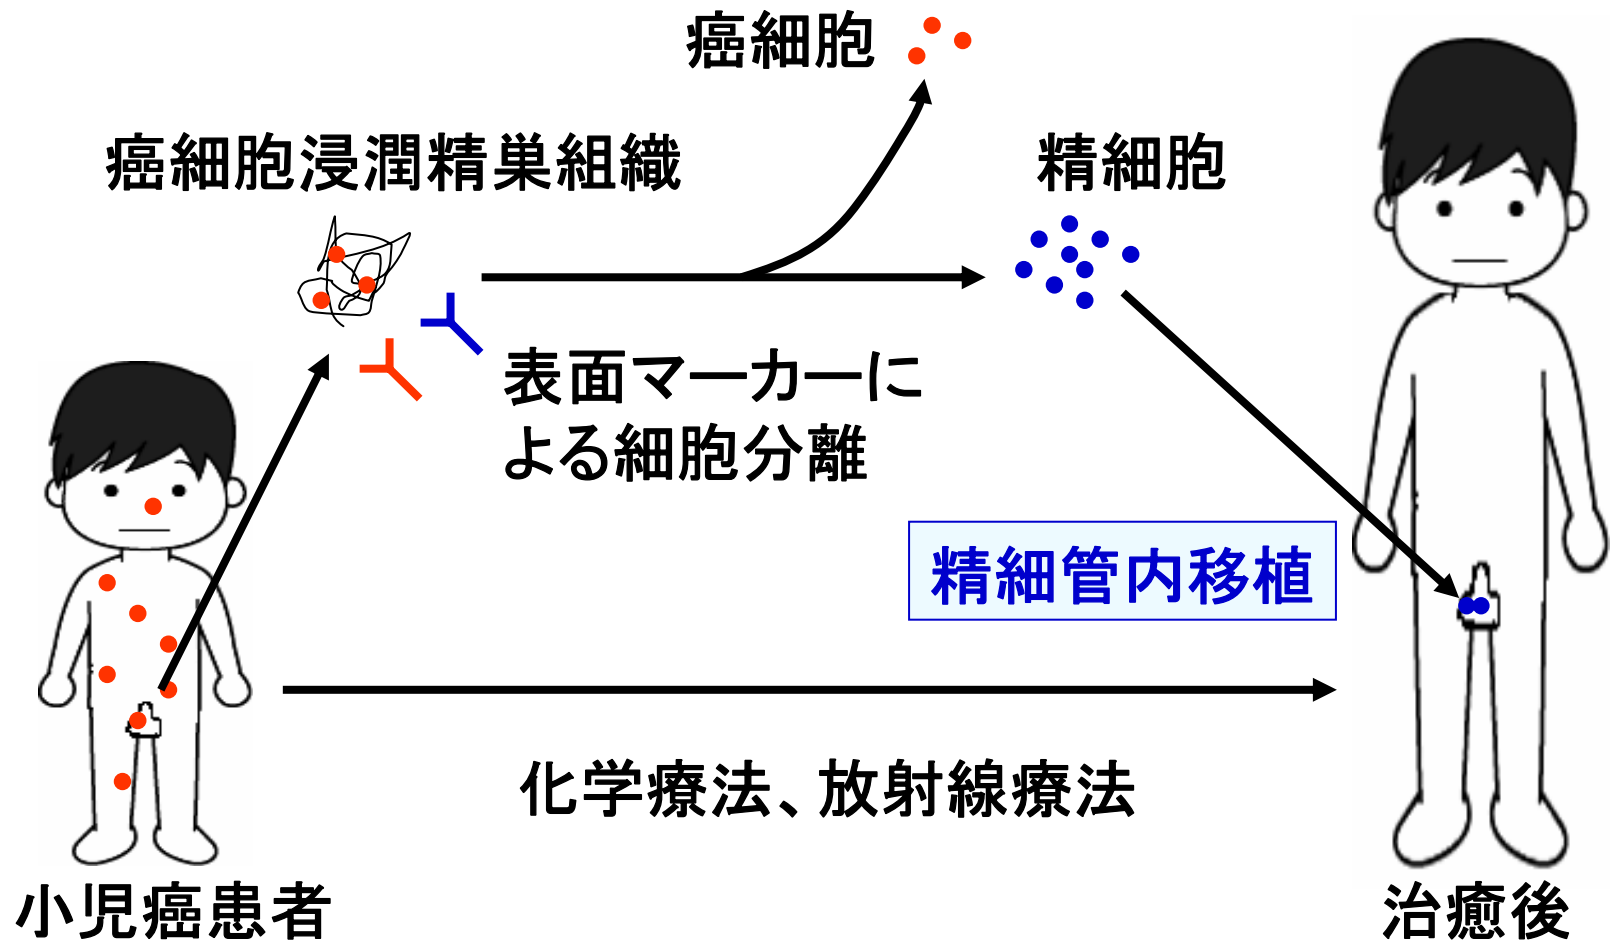 癌細胞
癌細胞浸潤精巣組織
精細胞
表面マーカーに
よる細胞分離
精細管内移植
化学療法、放射線療法
小児癌患者
治癒後